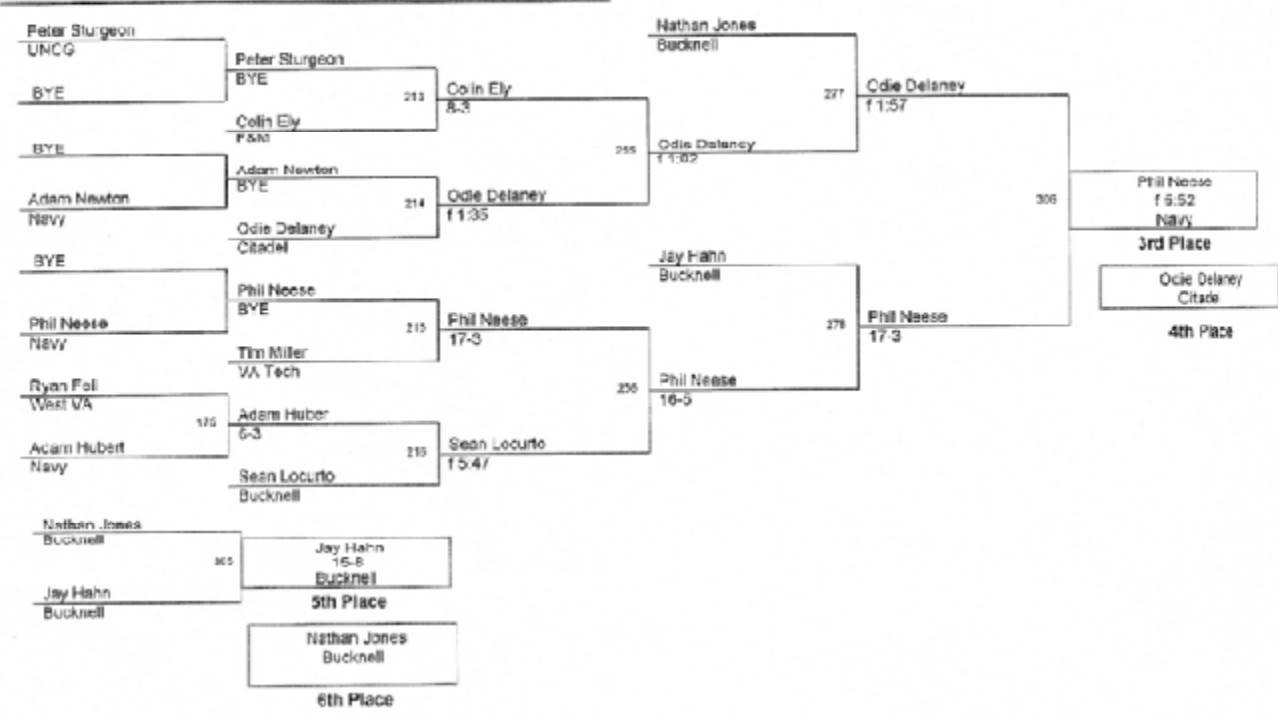 Peter Sturgeon
UNCG
BYE
BYE
Adam Newton
Navy
BYE
Phil Neese
Navy
Ryan Foli
West VA
175
Adam Hubert
Navy
Peter Sturgeon
BYE
213
Colin Ely
F&M
Adam Newton
BYE
214
Odie Delaney
Citadel
Phil Neese
BYE
215
Tim Miller
VA Tech
Adam Huber
6-3
216
Sean Locurto
Bucknell
Colin Ely
8-3
255
Odie Delaney
f 1:35
Phil Neese
17-3
256
Sean Locurto
f 5:47
Nathan Jones
Bucknell
277
Odie Delaney
f 1:02
Jay Hahn
Bucknell
278
Phil Neese
16-5
Odie Delaney
f 1:57
306
Phil Neese
17-3
Phil Neese
f 6:52
Navy
3rd Place
Odie Delaney
Citadel
4th Place
Nathan Jones
Bucknell
305
Jay Hahn
Bucknell
Jay Hahn
15-8
Bucknell
5th Place
Nathan Jones
Bucknell
6th Place